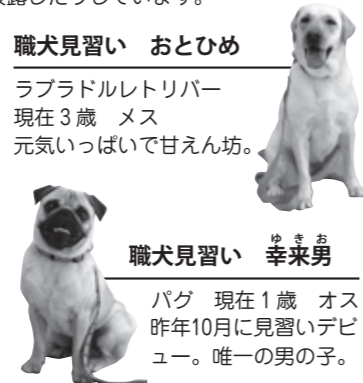 職犬見習い　おとひめ
ラブラドルレトリバー
現在３歳　メス
元気いっぱいで甘えん坊。
職犬見習い　幸来男
ゆきお
パグ　現在１歳　オス
昨年10月に見習いデビ
ュー。唯一の男の子。